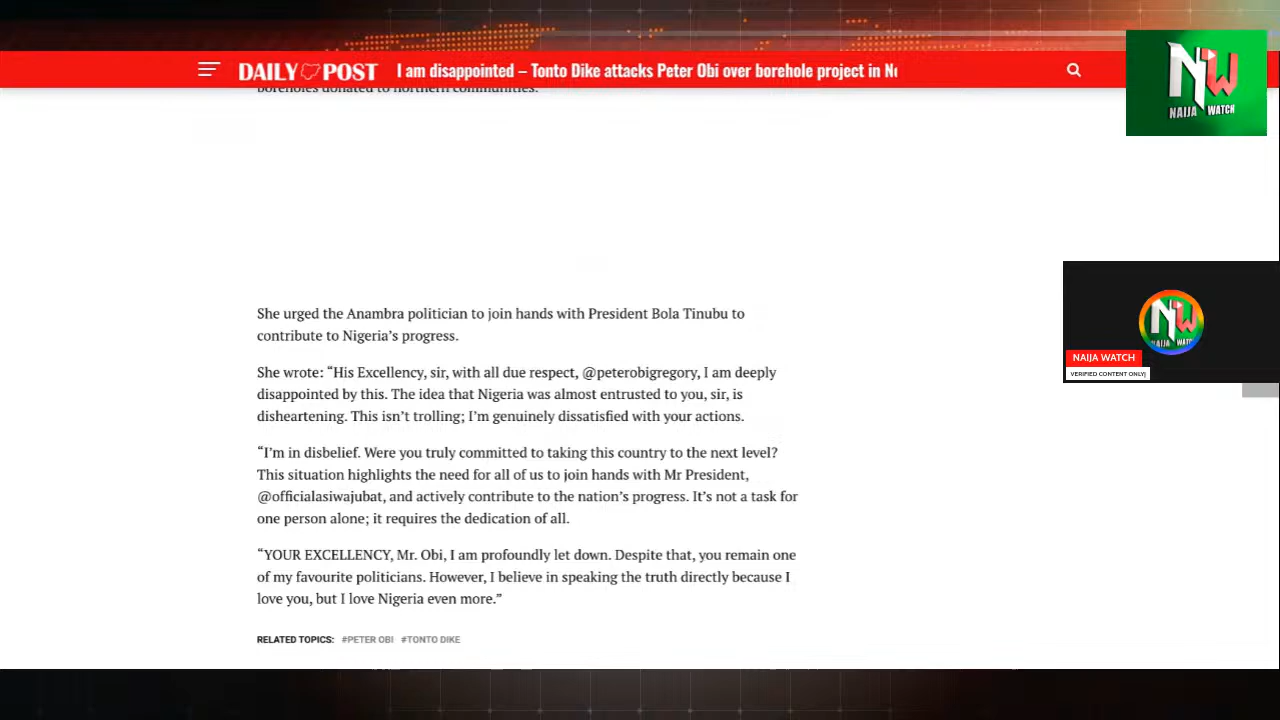 DAILY POST
I am disappointed – Tonto Dike attacks Peter Obi over borehole project in No
NW
NAIJA WATCH
boreholes donated to northern communities.
She urged the Anambra politician to join hands with President Bola Tinubu to
contribute to Nigeria’s progress.
She wrote: “His Excellency, sir, with all due respect, @peterobigregory, I am deeply
disappointed by this. The idea that Nigeria was almost entrusted to you, sir, is
disheartening. This isn’t trolling; I’m genuinely dissatisfied with your actions.
“I’m in disbelief. Were you truly committed to taking this country to the next level?
This situation highlights the need for all of us to join hands with Mr President,
@officialasiwajubat, and actively contribute to the nation’s progress. It’s not a task for
one person alone; it requires the dedication of all.
“YOUR EXCELLENCY, Mr. Obi, I am profoundly let down. Despite that, you remain one
of my favourite politicians. However, I believe in speaking the truth directly because I
love you, but I love Nigeria even more.”
RELATED TOPICS: #PETER OBI #TONTO DIKE
NW
NAIJA WATCH
NAIJA WATCH
VERIFIED CONTENT ONLY|